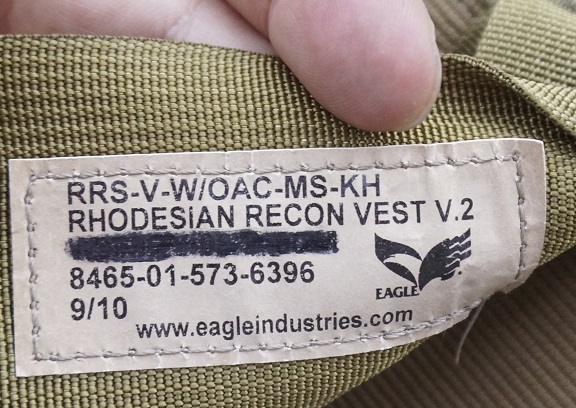 RRS-V-W/OAC-MS-KH
RHODESIAN RECON VEST V.2
8465-01-573-6396
9/10
EAGLE
www.eagleindustries.com